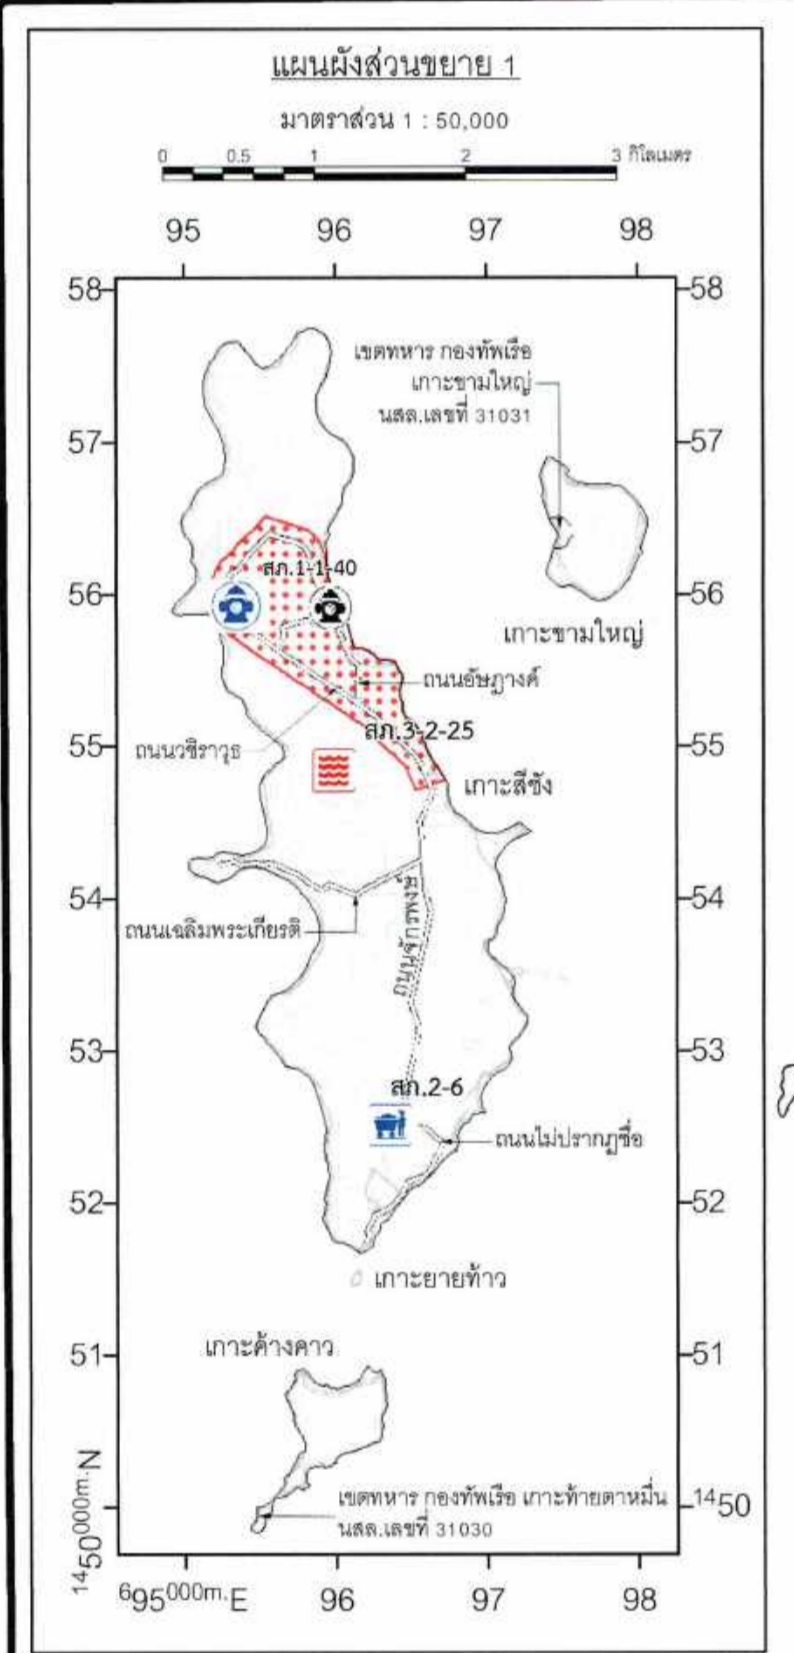 แผนผังส่วนขยาย 1
มาตราส่วน 1 : 50,000
0 0.5 1 2 3 กิโลเมตร
95 96 97 98
58 58
เขตทหาร กองทัพเรือ
เกาะขามใหญ่
นสล.เลขที่ 31031
57 57
สภ.1-1-40
56 56
เกาะขามใหญ่
ถนนอัษฎางค์
สภ.3-2-25
55 55
ถนนวชิราวุธ
เกาะสีชัง
54 54
ถนนเฉลิมพระเกียรติ
ถนนจักรพงษ์
53 53
สภ.2-6
ถนนไม่ปรากฏชื่อ
52 52
เกาะยายท้าว
เกาะค้างคาว
51 51
เขตทหาร กองทัพเรือ เกาะท้ายตาหมื่น
นสล.เลขที่ 31030
1450000m.N 1450
695000m.E 96 97 98